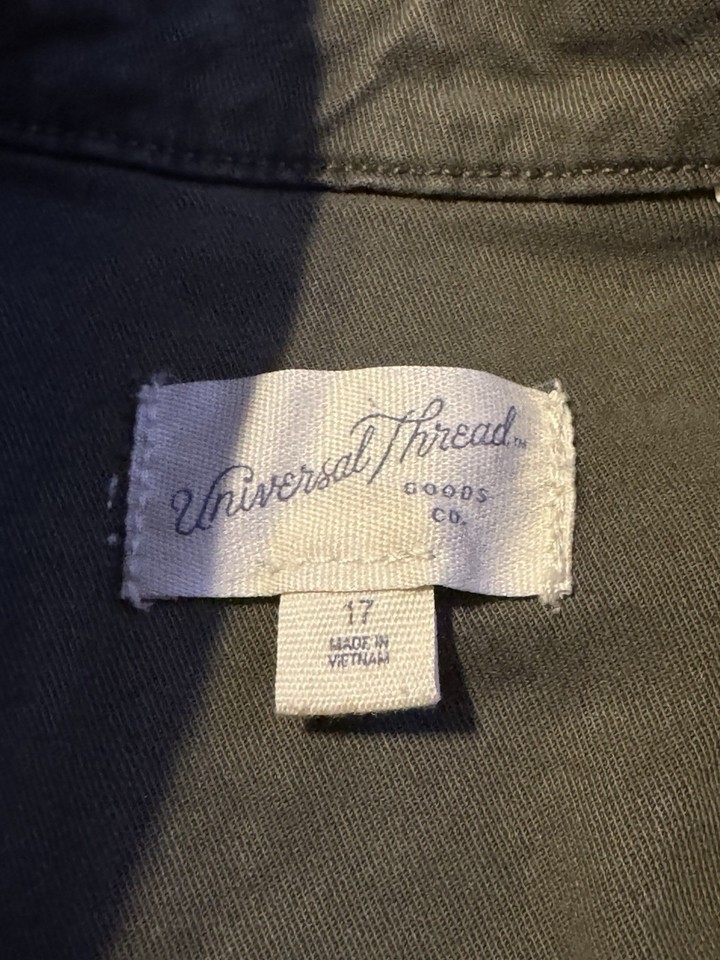 Universal Thread™
GOODS
CO.
17
MADE IN
VIETNAM